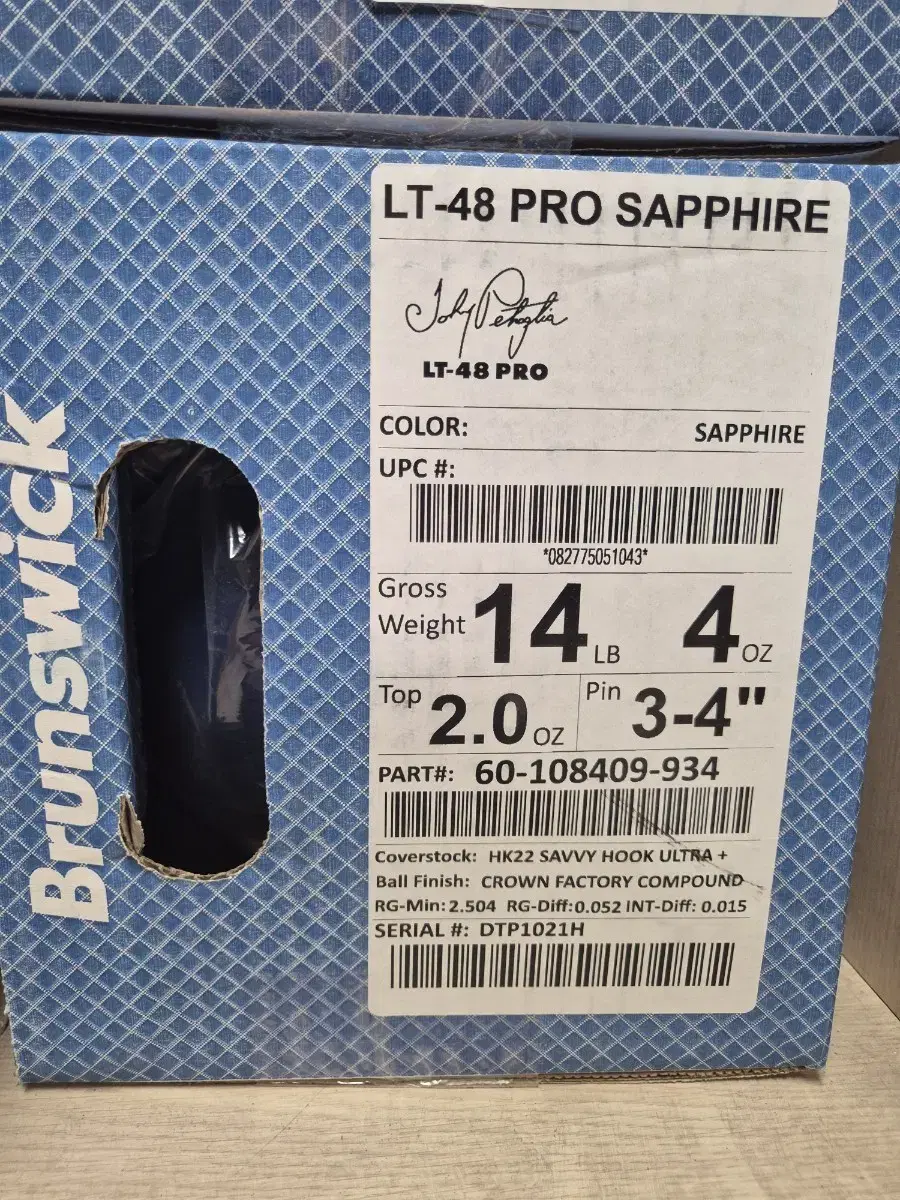 LT-48 PRO SAPPHIRE
LT-48 PRO
COLOR: SAPPHIRE
UPC #:
*082775051043*
Gross Weight 14 LB 4 OZ
Top 2.0 OZ Pin 3-4"
PART#: 60-108409-934
Coverstock: HK22 SAVVY HOOK ULTRA +
Ball Finish: CROWN FACTORY COMPOUND
RG-Min: 2.504 RG-Diff: 0.052 INT-Diff: 0.015
SERIAL #: DTP1021H
Brunswick